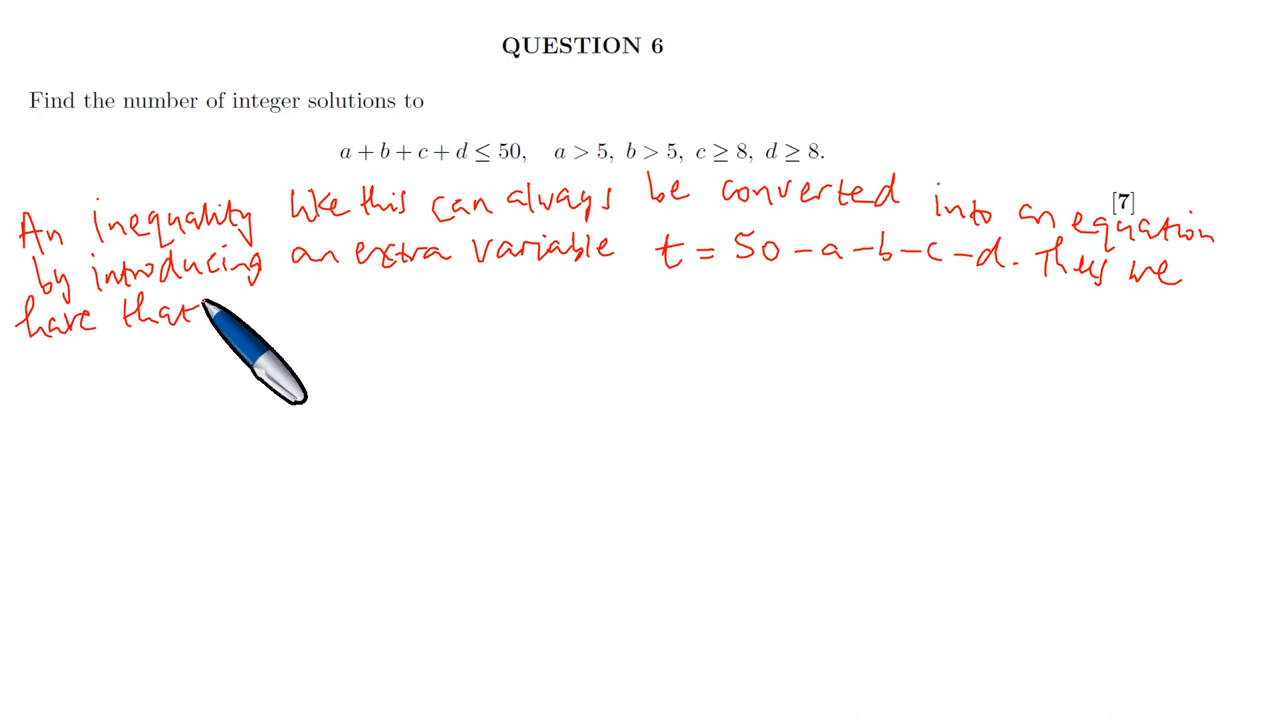 QUESTION 6
Find the number of integer solutions to
a + b + c + d ≤ 50, a > 5, b > 5, c ≥ 8, d ≥ 8.
[7]
An inequality like this can always be converted into an equation
by introducing an extra variable t = 50 - a - b - c - d. Thus we
have that